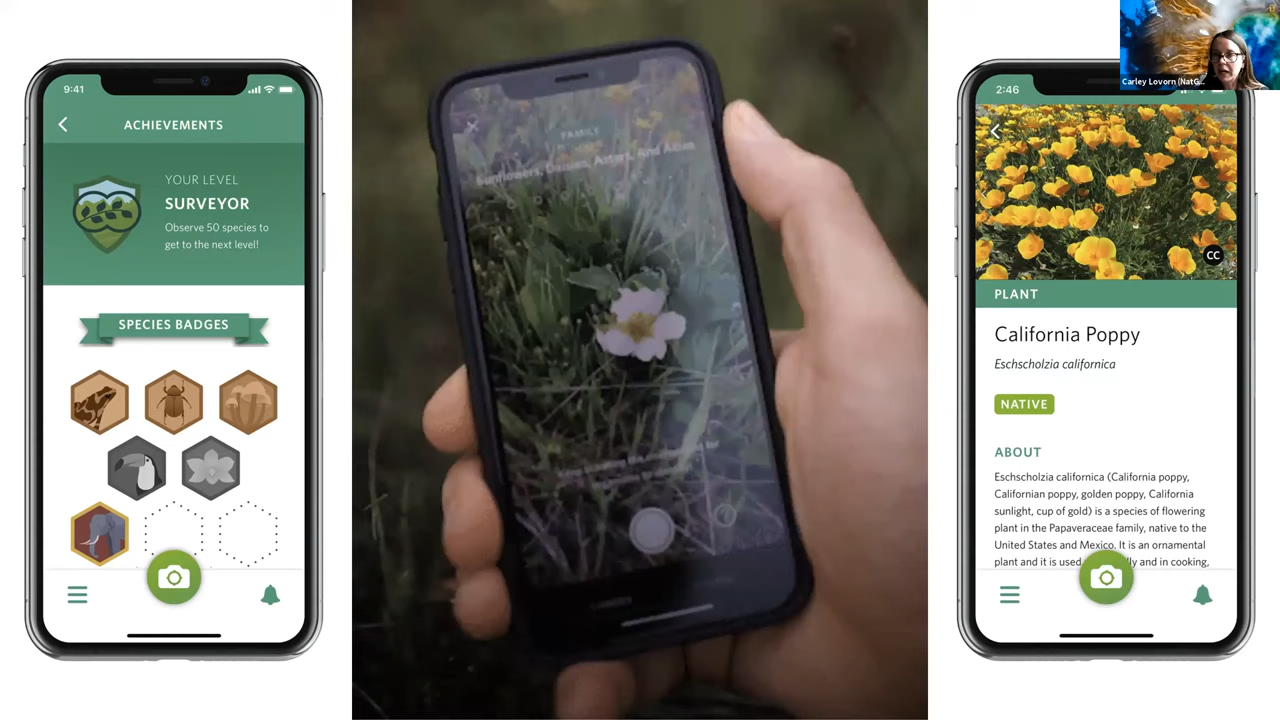 9:41
ACHIEVEMENTS
YOUR LEVEL
SURVEYOR
Observe 50 species to
get to the next level!
SPECIES BADGES
FAMILY
Sunflowers, Daisies, Asters, And Allies
2:46
Carley Lovorn (NatG...
CC
PLANT
California Poppy
Eschscholzia californica
NATIVE
ABOUT
Eschscholzia californica (California poppy,
Californian poppy, golden poppy, California
sunlight, cup of gold) is a species of flowering
plant in the Papaveraceae family, native to the
United States and Mexico. It is an ornamental
plant and it is used and in cooking,